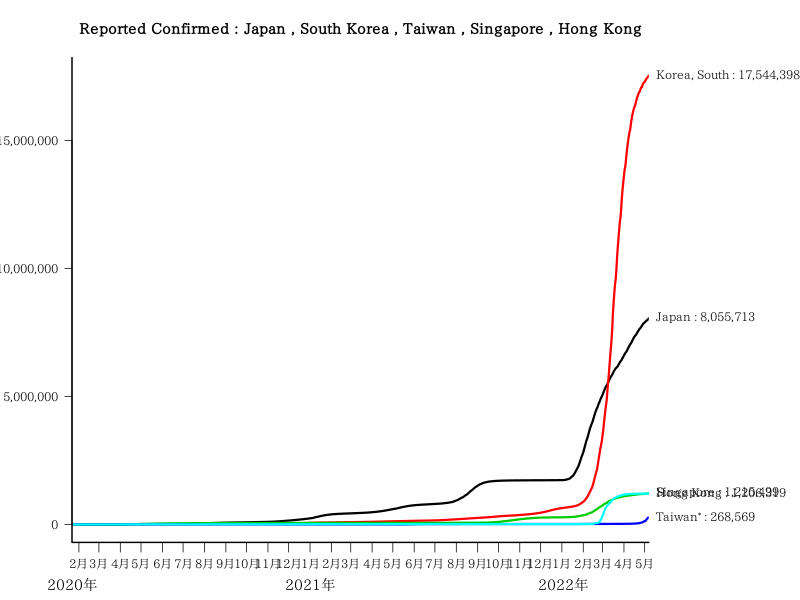 Reported Confirmed : Japan , South Korea , Taiwan , Singapore , Hong Kong
Korea, South : 17,544,398
15,000,000
10,000,000
Japan : 8,055,713
5,000,000
Singapore
Hong Kong
Taiwan* : 268,569
0
2月 3月 4月 5月 6月 7月 8月 9月 10月 11月 12月 1月 2月 3月 4月 5月 6月 7月 8月 9月 10月 11月 12月 1月 2月 3月 4月 5月
2020年 2021年 2022年